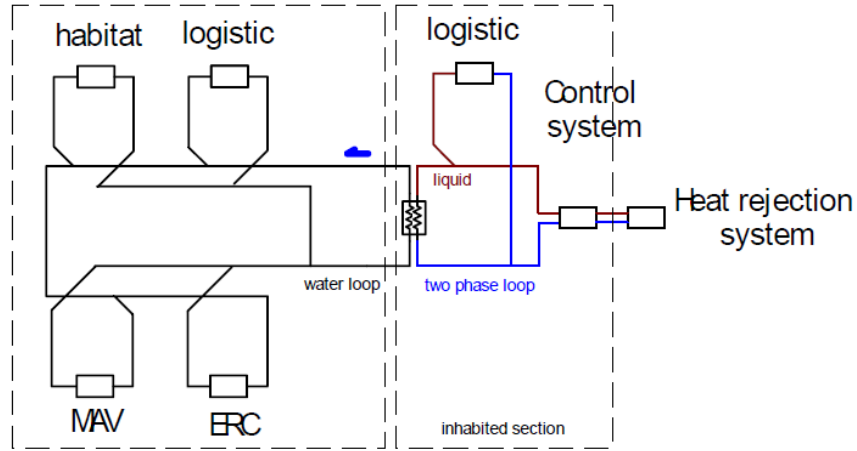 habitat
logistic
logistic
Control
system
liquid
Heat rejection
system
water loop
two phase loop
MAV
ERC
inhabited section